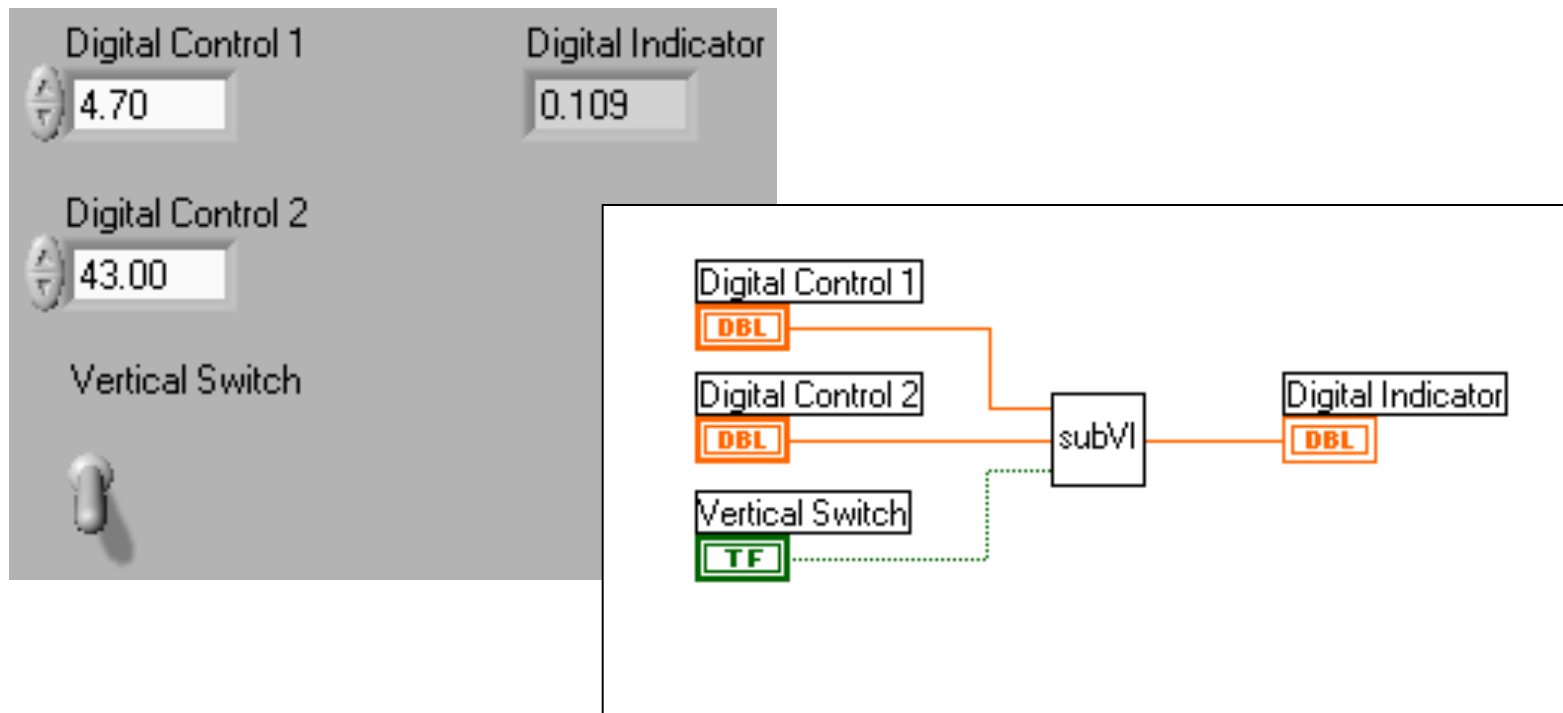 Digital Control 1
4.70
Digital Indicator
0.109
Digital Control 2
43.00
Vertical Switch
Digital Control 1
DBL
Digital Control 2
DBL
subVI
Digital Indicator
DBL
Vertical Switch
TF